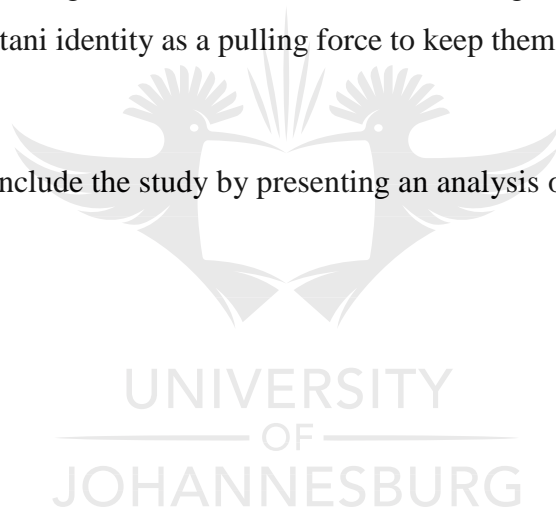 tani identity as a pulling force to keep them
nclude the study by presenting an analysis
UNIVERSITY
OF
JOHANNESBURG